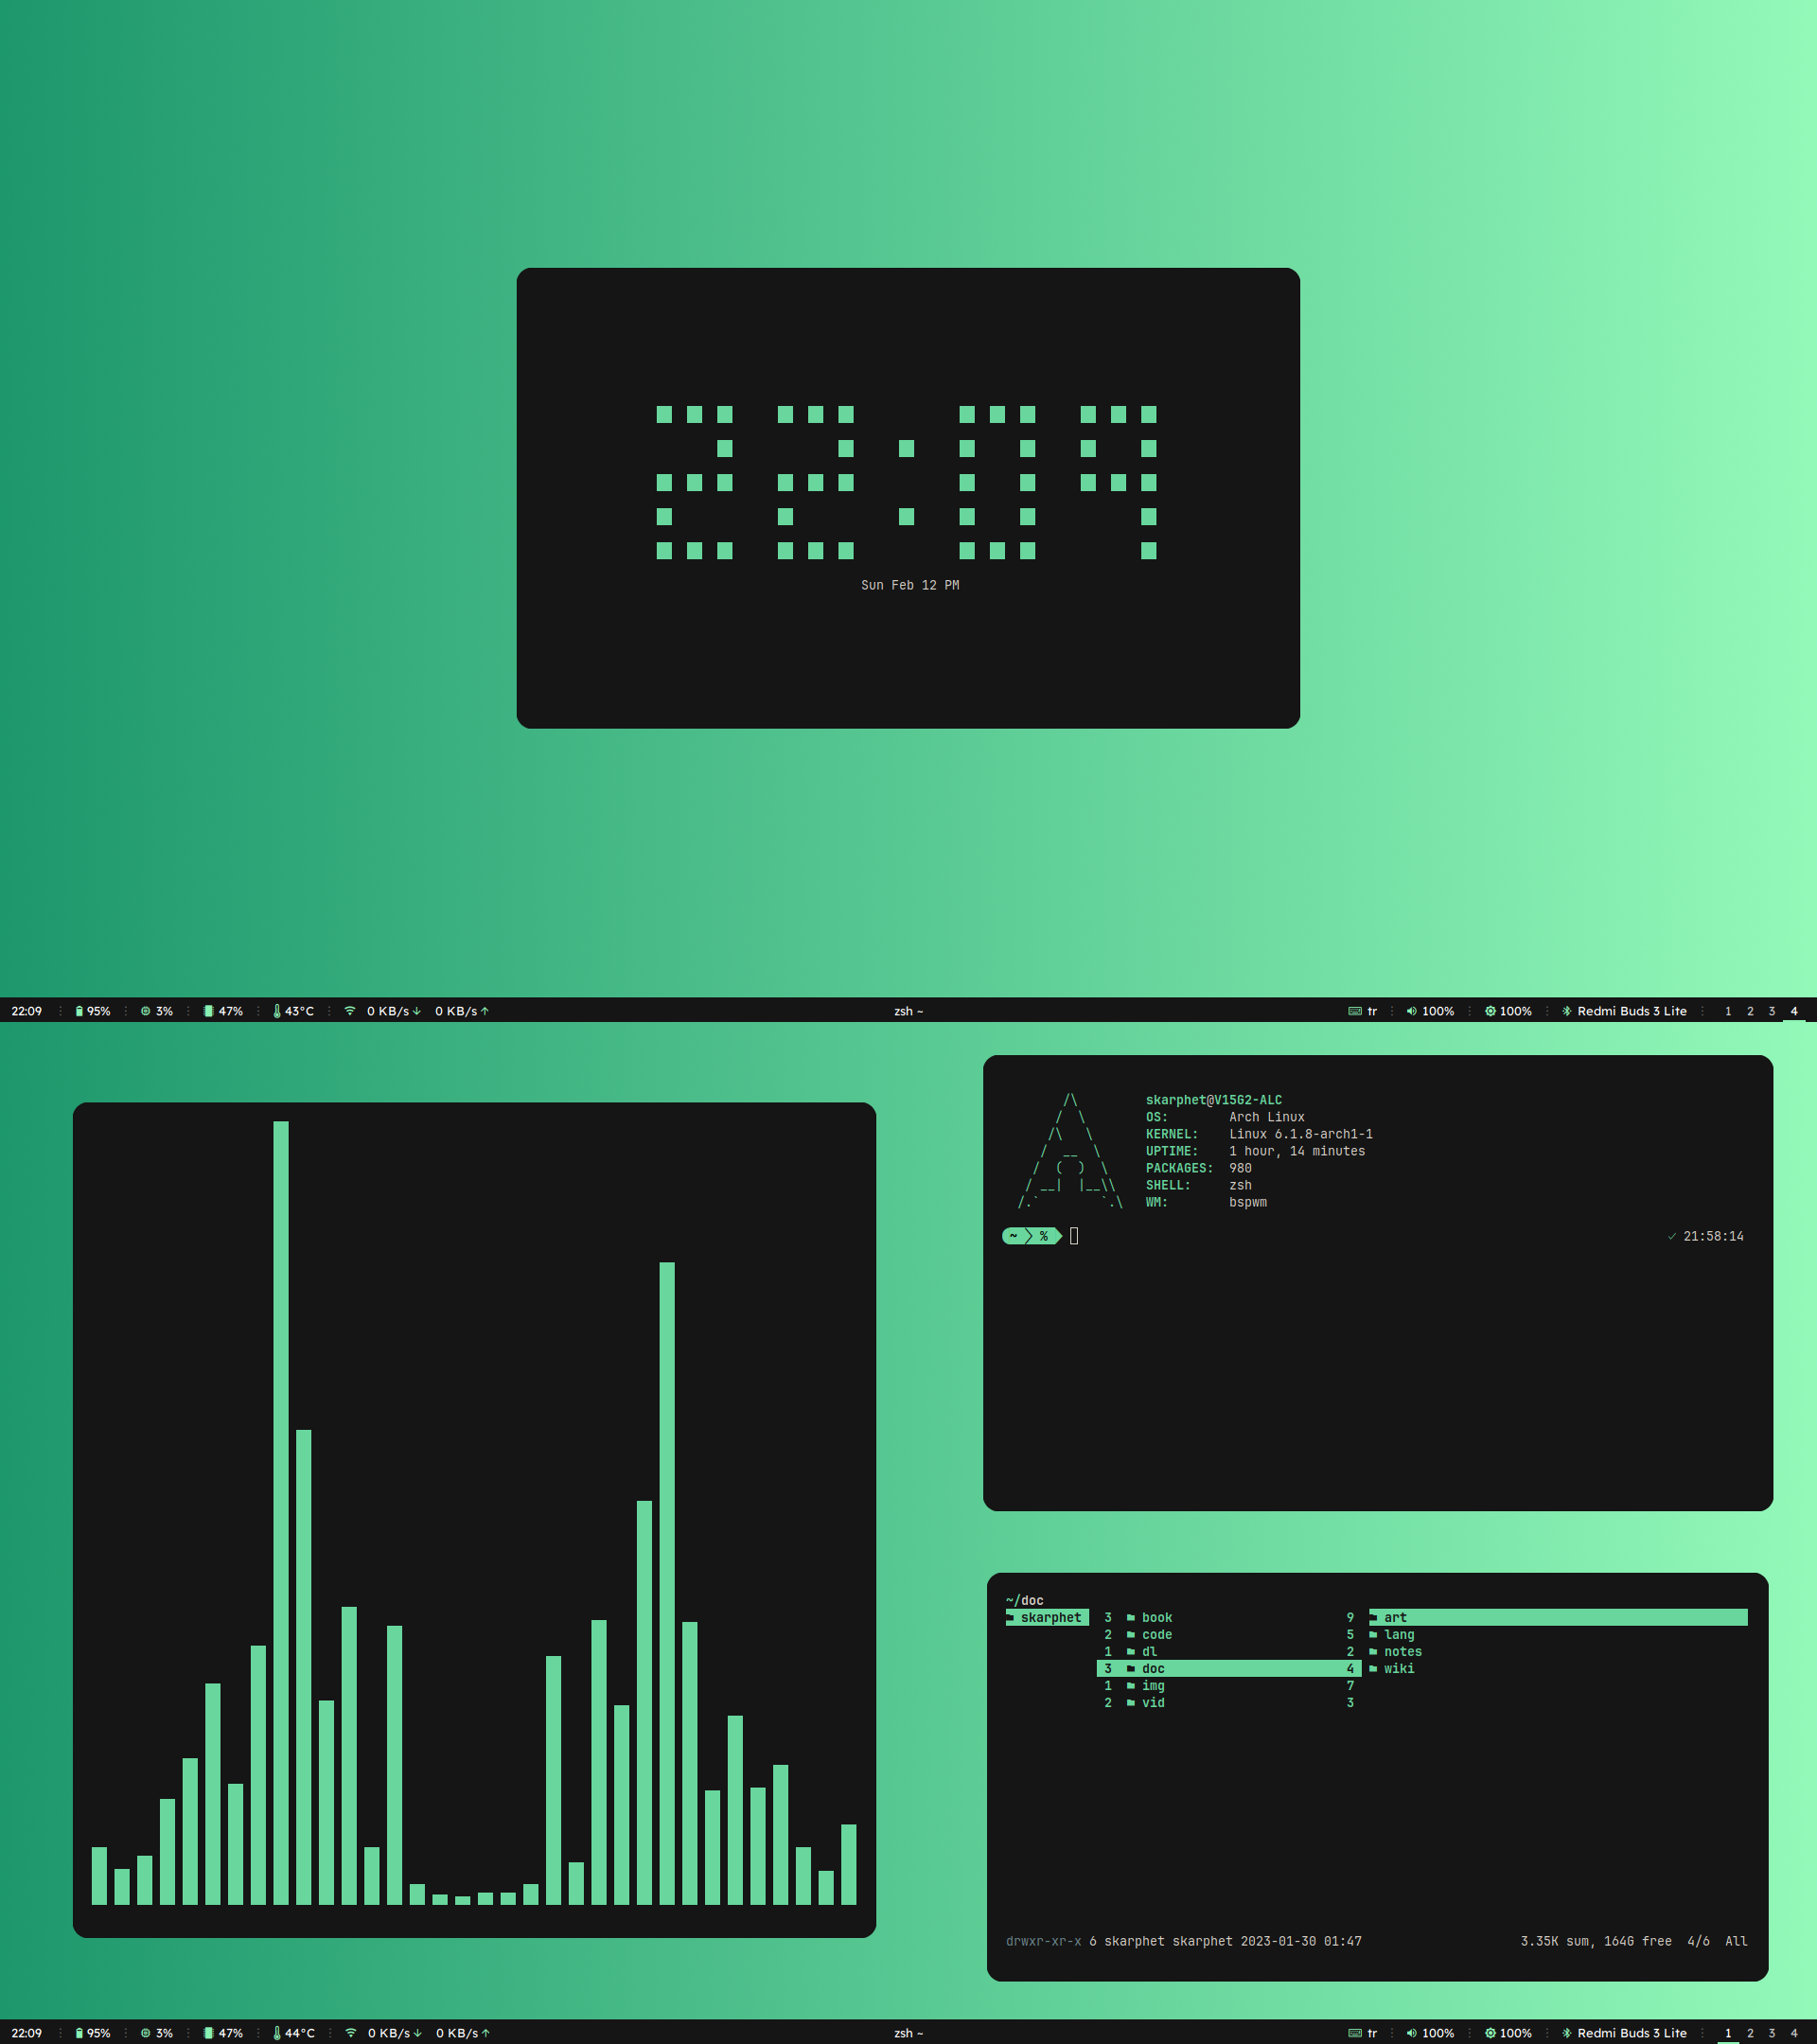 22:09
Sun Feb 12 PM
22:09 95% 3% 47% 43°C 0 KB/s↓ 0 KB/s↑ zsh ~ tr 100% 100% Redmi Buds 3 Lite 1 2 3 4
skarphet@V15G2-ALC
OS: Arch Linux
KERNEL: Linux 6.1.8-arch1-1
UPTIME: 1 hour, 14 minutes
PACKAGES: 980
SHELL: zsh
WM: bspwm
~ % ✓ 21:58:14
~/doc
skarphet 3 book 9 art
2 code 5 lang
1 dl 2 notes
3 doc 4 wiki
1 img 7
2 vid 3
drwxr-xr-x 6 skarphet skarphet 2023-01-30 01:47 3.35K sum, 164G free 4/6 All
22:09 95% 3% 47% 44°C 0 KB/s↓ 0 KB/s↑ zsh ~ tr 100% 100% Redmi Buds 3 Lite 1 2 3 4